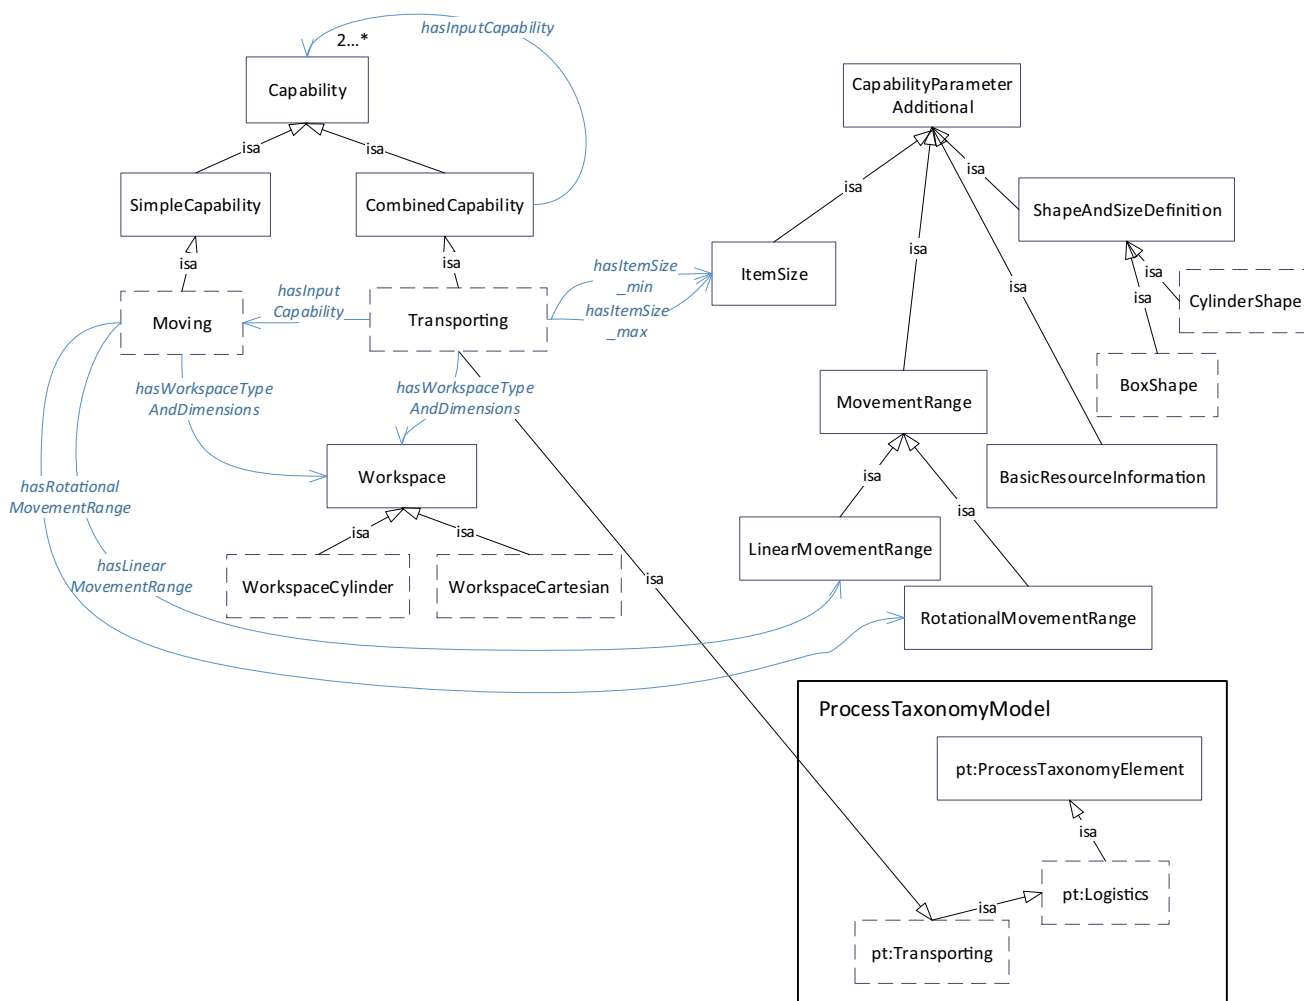 hasInputCapability
2...*
Capability
CapabilityParameter
Additional
isa
isa
isa
isa
SimpleCapability
CombinedCapability
ShapeAndSizeDefinition
isa
isa
isa
isa
ItemSize
hasItemSize
_min
hasItemSize
_max
hasInput
Capability
Moving
Transporting
isa
isa
isa
CylinderShape
BoxShape
hasWorkspaceType
AndDimensions
hasWorkspaceType
AndDimensions
MovementRange
Workspace
BasicResourceInformation
hasRotational
MovementRange
isa
isa
isa
isa
LinearMovementRange
hasLinear
MovementRange
WorkspaceCylinder
WorkspaceCartesian
isa
RotationalMovementRange
ProcessTaxonomyModel
pt:ProcessTaxonomyElement
isa
pt:Logistics
isa
pt:Transporting